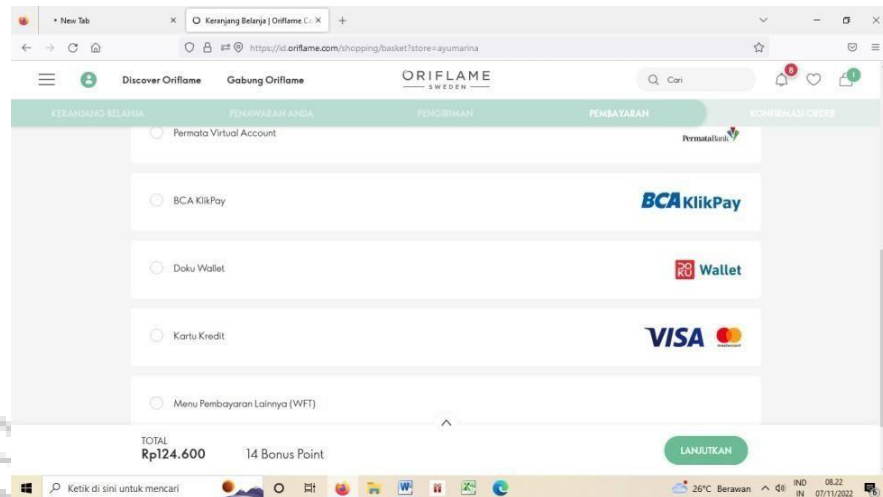 New Tab
Keranjang Belanja | Oriflame Co
https://id.oriflame.com/shopping/basket?store=ayumarina
Discover Oriflame Gabung Oriflame ORIFLAME Cari 8 1
SWEDEN
KERANJANG BELANJA PENAWARAN ANDA PENGIRIMAN PEMBAYARAN KONFIRMASI ORDER
Permata Virtual Account PermataBank
BCA KlikPay BCA KlikPay
Doku Wallet DOKU Wallet
Kartu Kredit VISA mastercard
Menu Pembayaran Lainnya (WFT)
TOTAL
Rp124.600 14 Bonus Point LANJUTKAN
Ketik di sini untuk mencari 26°C Berawan IND 08.22
IN 07/11/2022